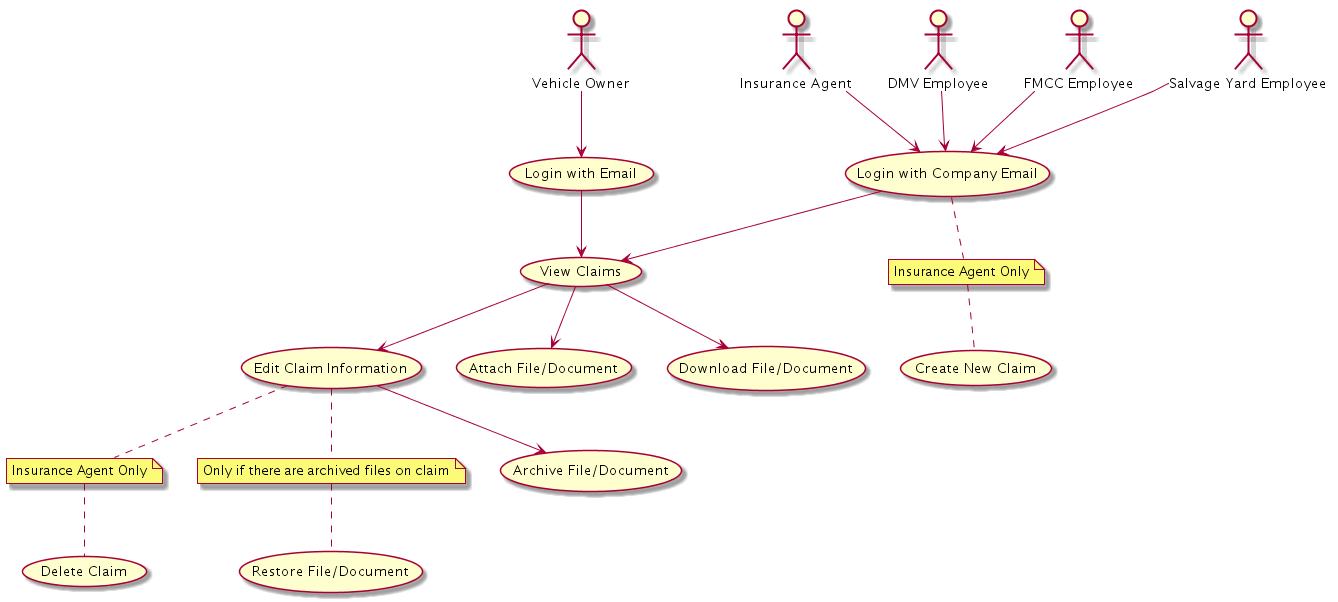 Vehicle Owner
Insurance Agent
DMV Employee
FMCC Employee
Salvage Yard Employee
Login with Email
Login with Company Email
View Claims
Insurance Agent Only
Edit Claim Information
Attach File/Document
Download File/Document
Create New Claim
Insurance Agent Only
Only if there are archived files on claim
Archive File/Document
Delete Claim
Restore File/Document